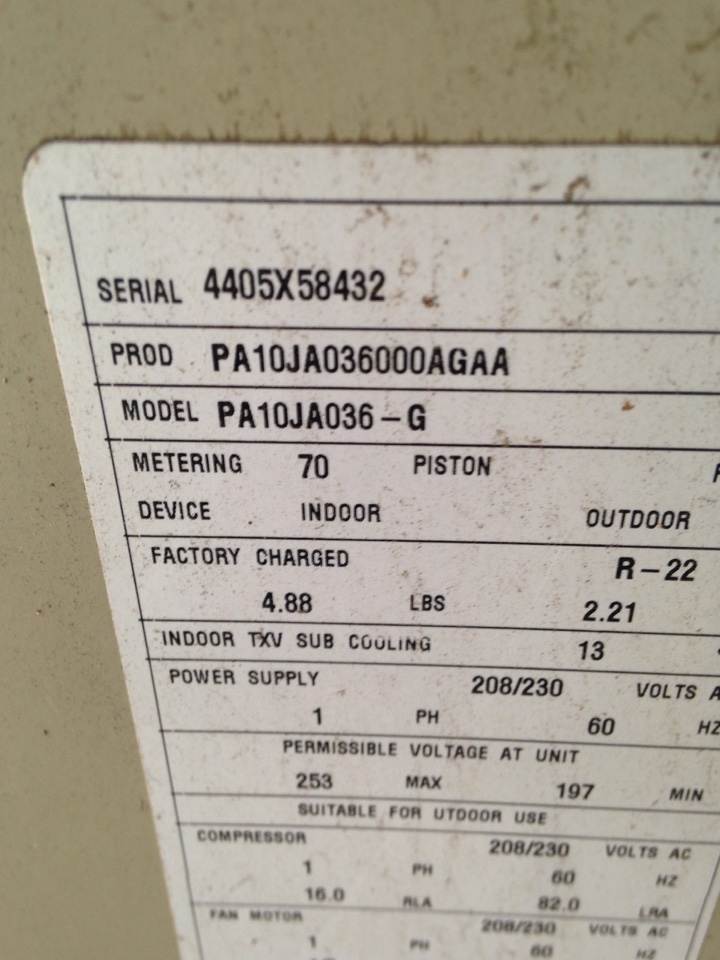 SERIAL 4405X58432
PROD PA10JA036000AGAA
MODEL PA10JA036-G
METERING 70 PISTON
DEVICE INDOOR OUTDOOR
FACTORY CHARGED R-22
4.88 LBS 2.21
INDOOR TXV SUB COOLING 13
POWER SUPPLY 208/230 VOLTS A
1 PH 60 HZ
PERMISSIBLE VOLTAGE AT UNIT
253 MAX 197 MIN
SUITABLE FOR UTDOOR USE
COMPRESSOR 208/230 VOLTS AC
1 PH 60 HZ
16.0 RLA 82.0 LRA
FAN MOTOR 208/230 VOLTS AC
1 PH 60 HZ